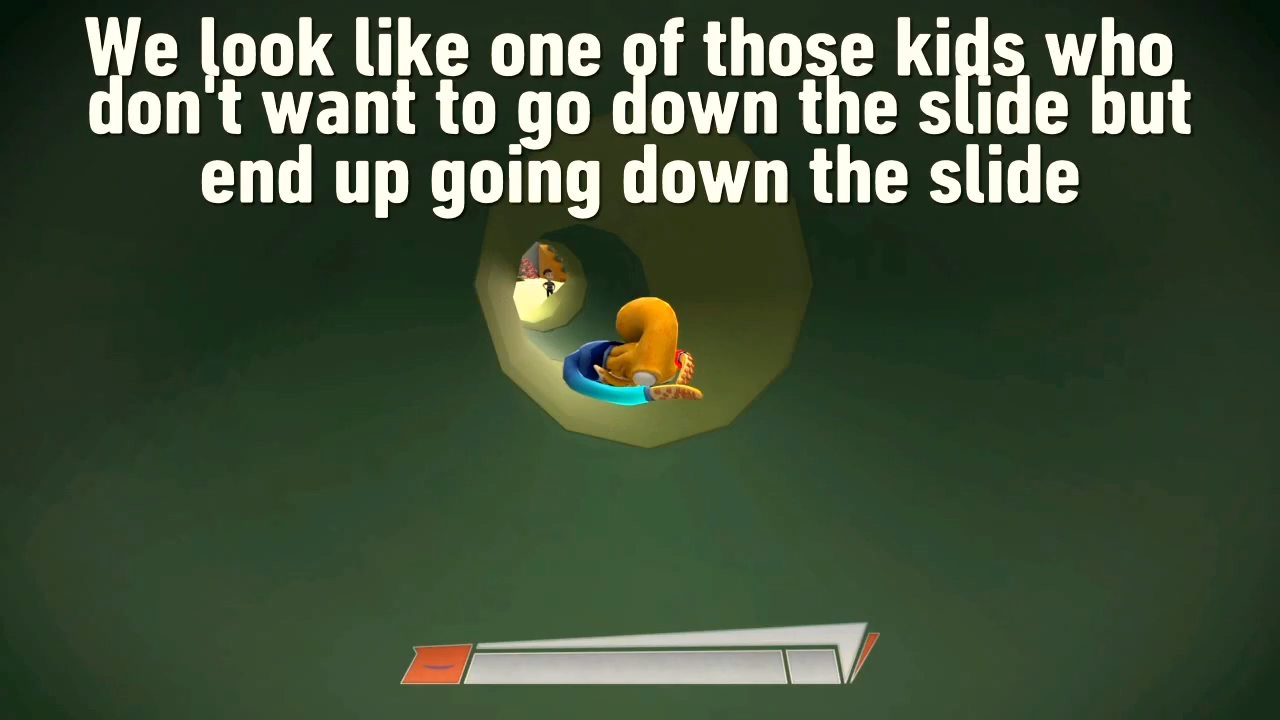 We look like one of those kids who
don't want to go down the slide but
end up going down the slide